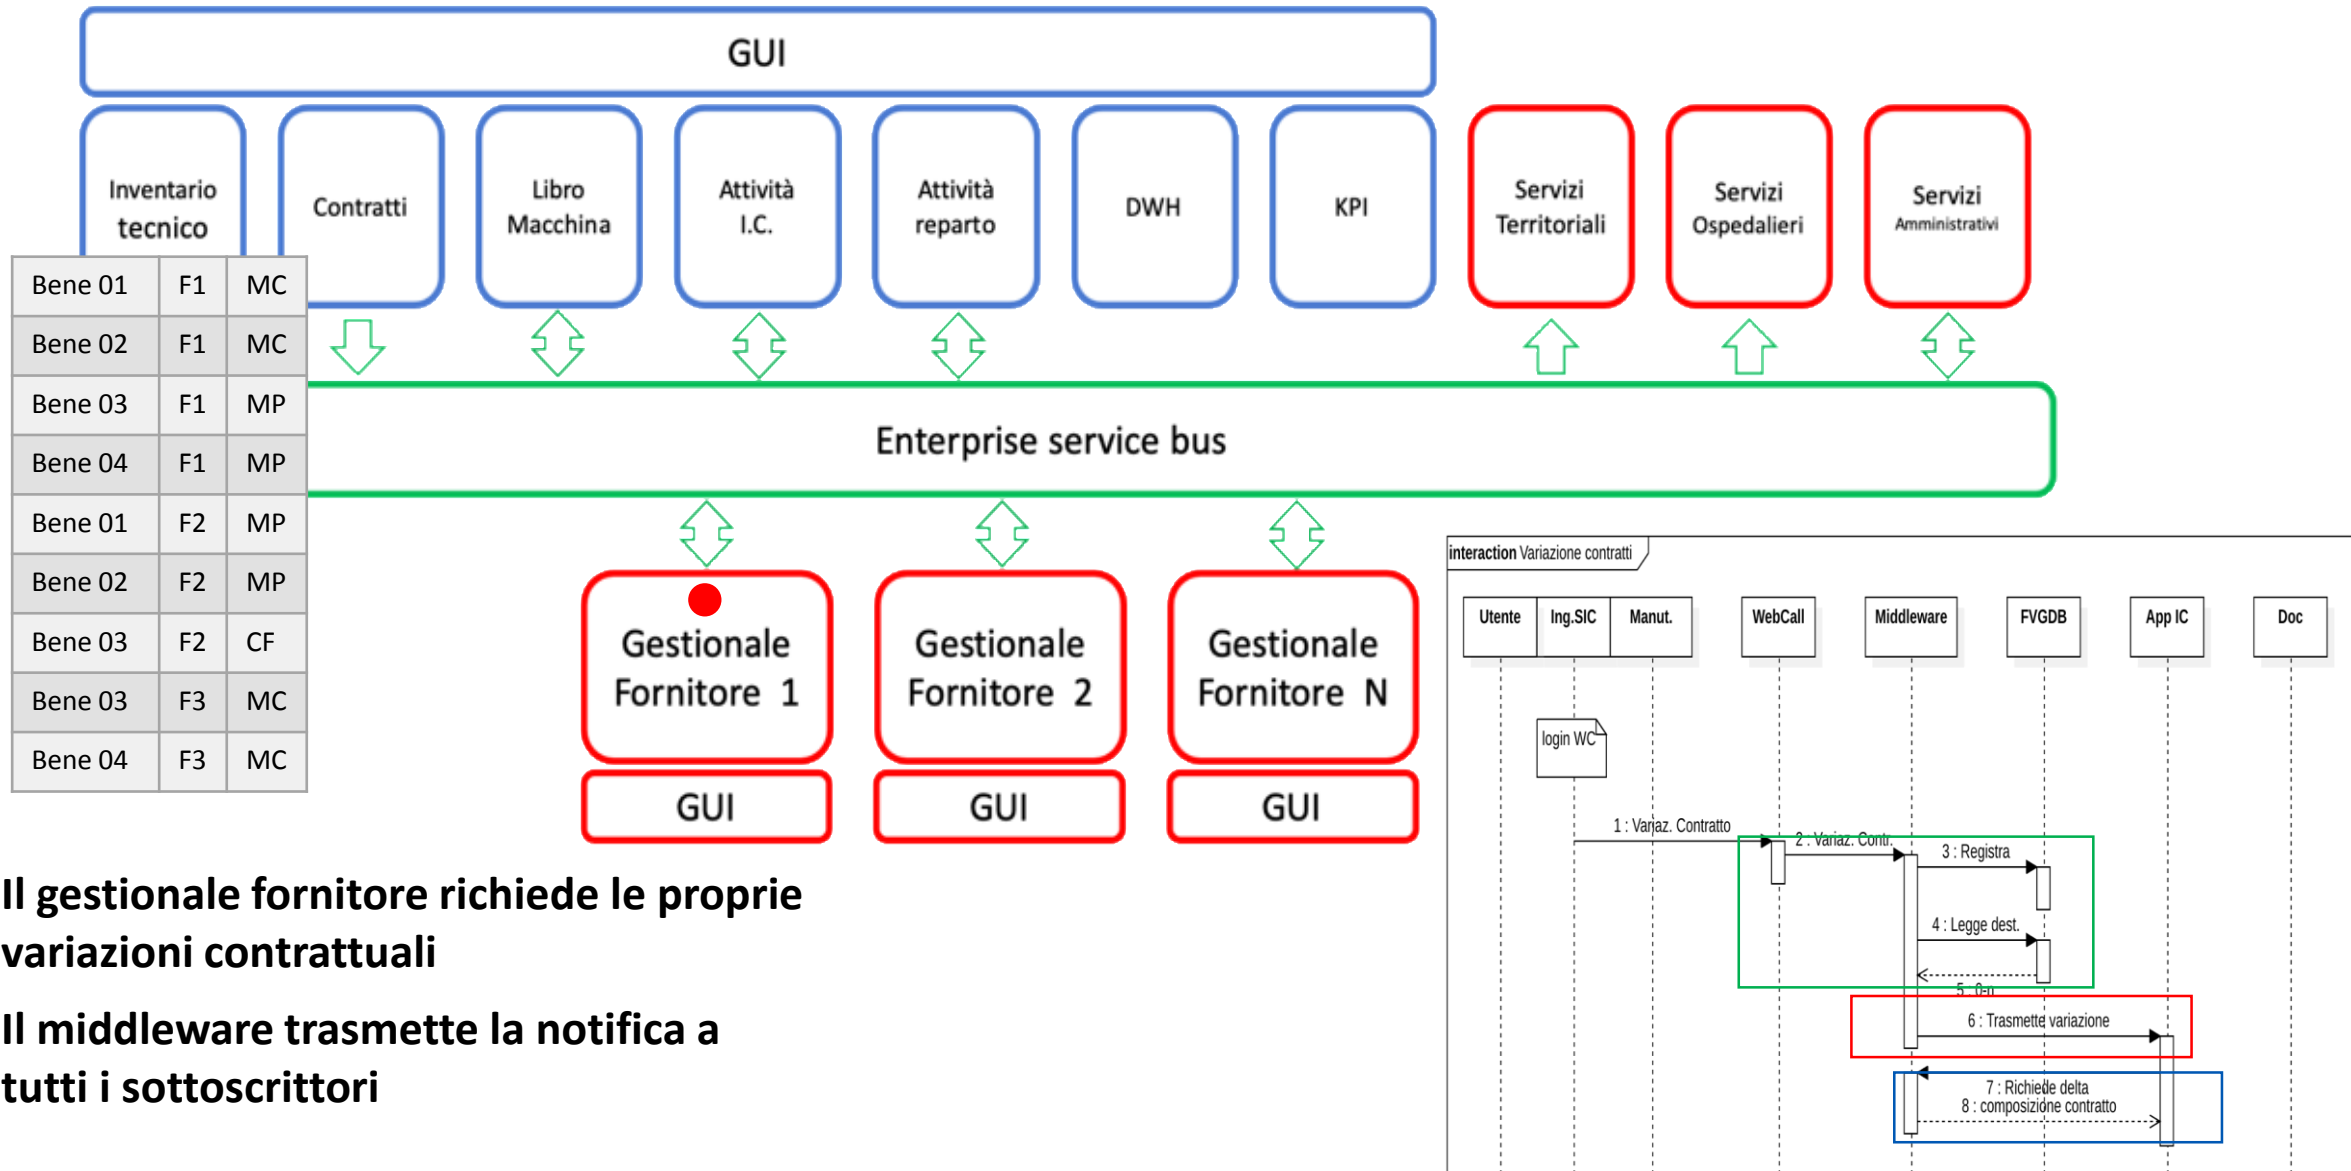 GUI
Inventario
tecnico
Contratti
Libro
Macchina
Attività
I.C.
Attività
reparto
DWH
KPI
Servizi
Territoriali
Servizi
Ospedalieri
Servizi
Amministrativi
Bene 01 F1 MC
Bene 02 F1 MC
Bene 03 F1 MP
Bene 04 F1 MP
Bene 01 F2 MP
Bene 02 F2 MP
Bene 03 F2 CF
Bene 03 F3 MC
Bene 04 F3 MC
Enterprise service bus
Gestionale
Fornitore 1
GUI
Gestionale
Fornitore 2
GUI
Gestionale
Fornitore N
GUI
interaction Variazione contratti
Utente Ing.SIC Manut. WebCall Middleware FVGDB App IC Doc
login WC
1 : Variaz. Contratto
2 : Variaz. Contr.
3 : Registra
4 : Legge dest.
5 : 0-n
6 : Trasmette variazione
7 : Richiede delta
8 : composizione contratto
Il gestionale fornitore richiede le proprie
variazioni contrattuali
Il middleware trasmette la notifica a
tutti i sottoscrittori